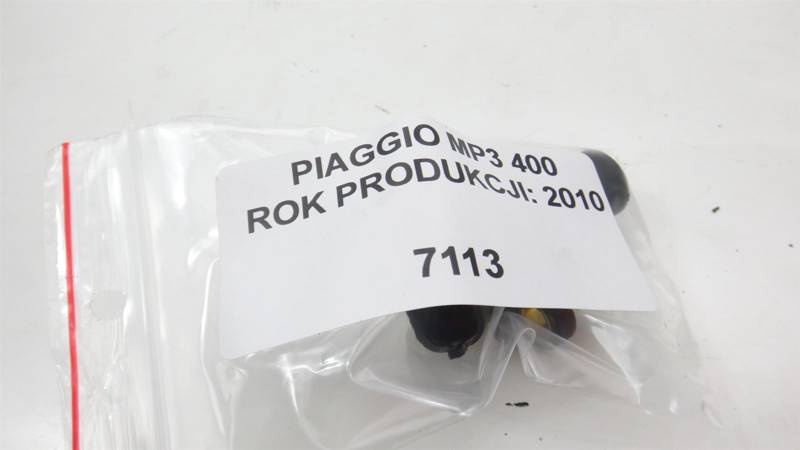 PIAGGIO MP3 400
ROK PRODUKCJI: 2010
7113